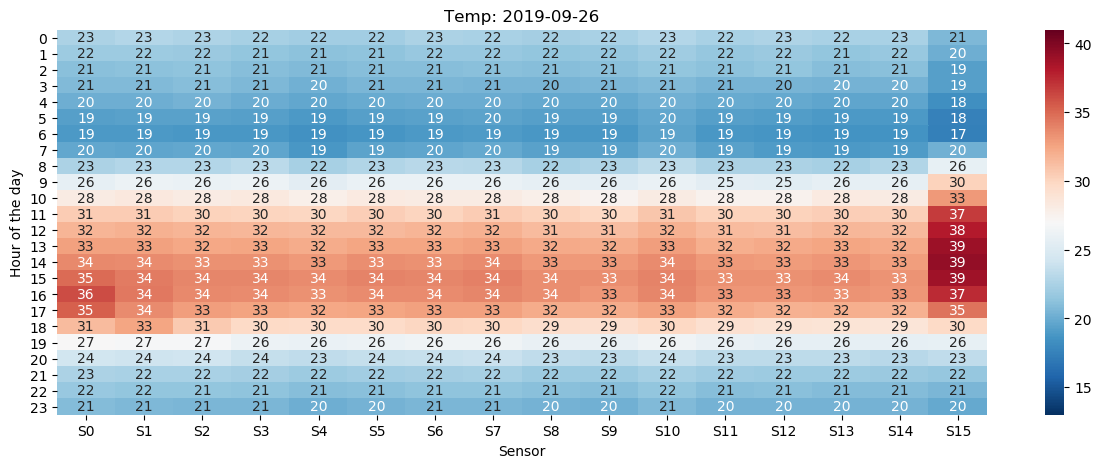 Temp: 2019-09-26
Hour of the day
0 23 23 23 22 22 22 23 22 22 22 23 22 23 22 23 21
1 22 22 22 21 21 21 22 22 22 22 22 22 22 21 22 20
2 21 21 21 21 21 21 21 21 21 21 21 21 21 21 21 19
3 21 21 21 21 20 21 21 21 20 21 21 21 20 20 20 19
4 20 20 20 20 20 20 20 20 20 20 20 20 20 20 20 18
5 19 19 19 19 19 19 19 20 19 19 20 19 19 19 19 18
6 19 19 19 19 19 19 19 19 19 19 19 19 19 19 19 17
7 20 20 20 20 19 19 20 20 19 19 20 19 19 19 19 20
8 23 23 23 23 22 23 23 23 22 23 23 23 23 22 23 26
9 26 26 26 26 26 26 26 26 26 26 26 25 25 26 26 30
10 28 28 28 28 28 28 28 28 28 28 28 28 28 28 28 33
11 31 31 30 30 30 30 30 31 30 30 31 30 30 30 30 37
12 32 32 32 32 32 32 32 32 31 31 32 31 31 32 32 38
13 33 33 32 33 32 33 33 33 32 32 33 32 32 33 32 39
14 34 34 33 33 33 33 33 34 33 33 34 33 33 33 33 39
15 35 34 34 34 34 34 34 34 34 34 34 33 33 34 33 39
16 36 34 34 34 33 34 34 34 34 33 34 33 33 33 33 37
17 35 34 33 33 32 33 33 33 32 32 33 32 32 32 32 35
18 31 33 31 30 30 30 30 30 29 29 30 29 29 29 29 30
19 27 27 27 26 26 26 26 26 26 26 26 26 26 26 26 26
20 24 24 24 24 23 24 24 24 23 23 24 23 23 23 23 23
21 23 22 22 22 22 22 22 22 22 22 22 22 22 22 22 22
22 22 22 21 22 21 21 21 21 21 21 22 21 21 21 21 21
23 21 21 21 21 20 20 21 21 20 20 21 20 20 20 20 20
S0 S1 S2 S3 S4 S5 S6 S7 S8 S9 S10 S11 S12 S13 S14 S15
Sensor
40
35
30
25
20
15